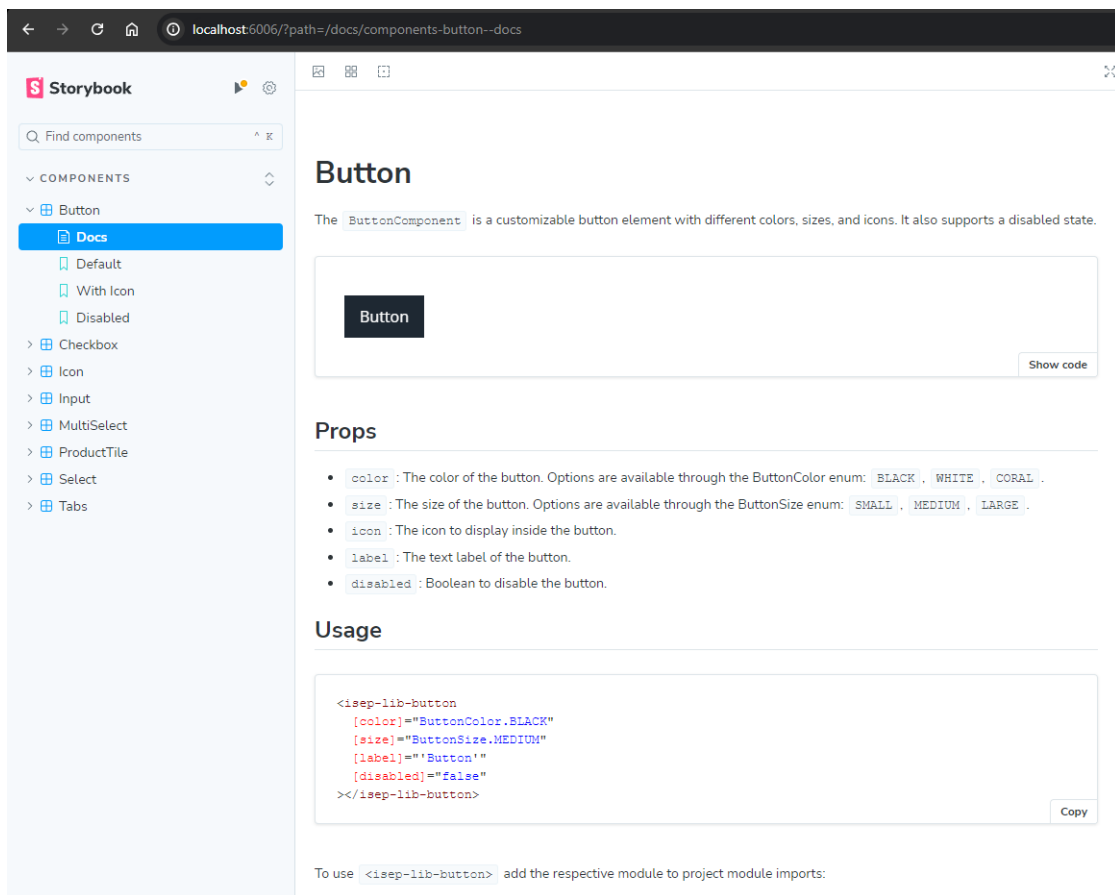 localhost:6006/?path=/docs/components-button--docs
Storybook
Find components
^ K
COMPONENTS
Button
Docs
Default
With Icon
Disabled
Checkbox
Icon
Input
MultiSelect
ProductTile
Select
Tabs
Button
The ButtonComponent is a customizable button element with different colors, sizes, and icons. It also supports a disabled state.
Button
Show code
Props
• color : The color of the button. Options are available through the ButtonColor enum: BLACK , WHITE , CORAL .
• size : The size of the button. Options are available through the ButtonSize enum: SMALL , MEDIUM , LARGE .
• icon : The icon to display inside the button.
• label : The text label of the button.
• disabled : Boolean to disable the button.
Usage
<isep-lib-button
[color]="ButtonColor.BLACK"
[size]="ButtonSize.MEDIUM"
[label]="'Button'"
[disabled]="false"
></isep-lib-button>
Copy
To use <isep-lib-button> add the respective module to project module imports: